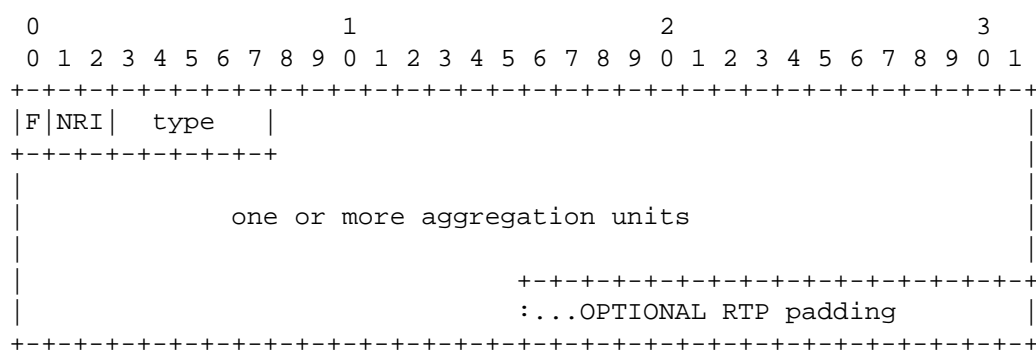 0                   1                   2                   3
 0 1 2 3 4 5 6 7 8 9 0 1 2 3 4 5 6 7 8 9 0 1 2 3 4 5 6 7 8 9 0 1
+-+-+-+-+-+-+-+-+-+-+-+-+-+-+-+-+-+-+-+-+-+-+-+-+-+-+-+-+-+-+-+-+
|F|NRI|  type   |                                               |
+-+-+-+-+-+-+-+-+                                               |
|                                                               |
|             one or more aggregation units                     |
|                                                               |
|                               +-+-+-+-+-+-+-+-+-+-+-+-+-+-+-+-+
|                               :...OPTIONAL RTP padding        |
+-+-+-+-+-+-+-+-+-+-+-+-+-+-+-+-+-+-+-+-+-+-+-+-+-+-+-+-+-+-+-+-+